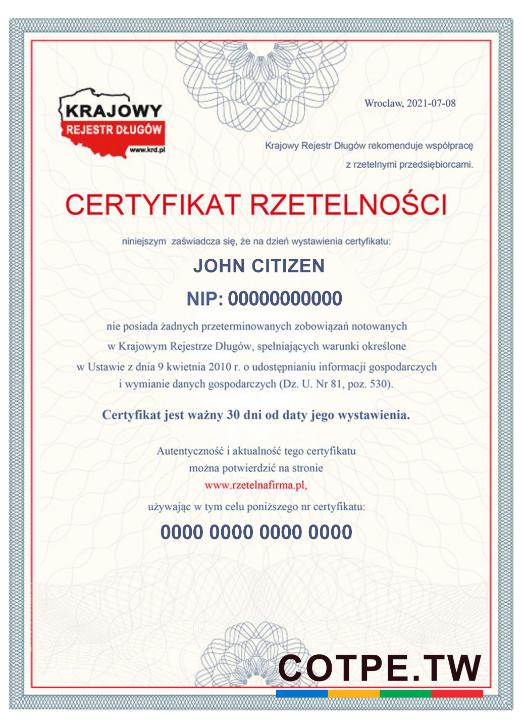 KRAJOWY
REJESTR DŁUGÓW
www.krd.pl
Wrocław, 2021-07-08
Krajowy Rejestr Długów rekomenduje współpracę
z rzetelnymi przedsiębiorcami.
CERTYFIKAT RZETELNOŚCI
niniejszym zaświadcza się, że na dzień wystawienia certyfikatu:
JOHN CITIZEN
NIP: 00000000000
nie posiada żadnych przeterminowanych zobowiązań notowanych
w Krajowym Rejestrze Długów, spełniających warunki określone
w Ustawie z dnia 9 kwietnia 2010 r. o udostępnianiu informacji gospodarczych
i wymianie danych gospodarczych (Dz. U. Nr 81, poz. 530).
Certyfikat jest ważny 30 dni od daty jego wystawienia.
Autentyczność i aktualność tego certyfikatu
można potwierdzić na stronie
www.rzetelnafirma.pl,
używając w tym celu poniższego nr certyfikatu:
0000 0000 0000 0000
COTPE.TW